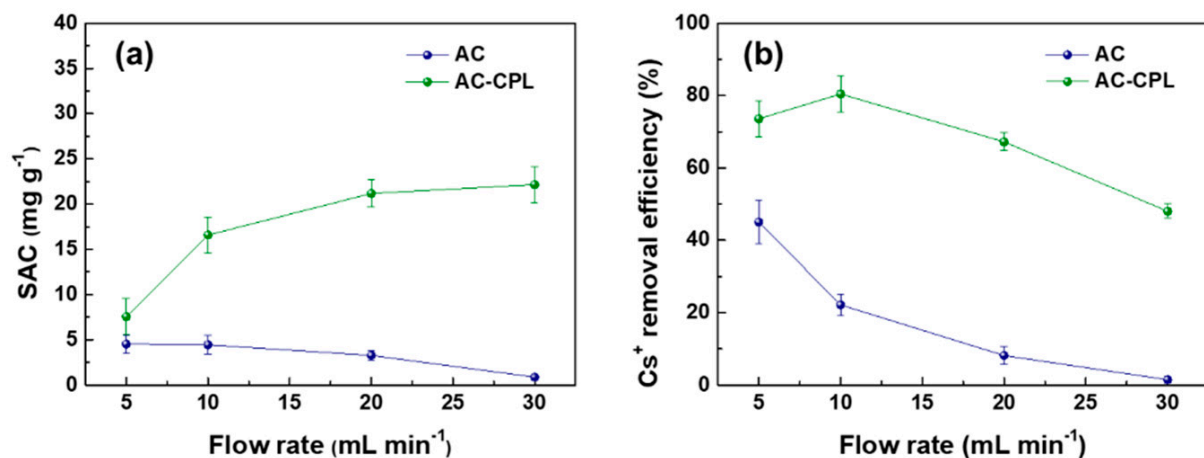 (a)
AC
AC-CPL
SAC (mg g⁻¹)
40
35
30
25
20
15
10
5
0
5 10 15 20 25 30
Flow rate (mL min⁻¹)
(b)
AC
AC-CPL
Cs⁺ removal efficiency (%)
100
80
60
40
20
0
5 10 15 20 25 30
Flow rate (mL min⁻¹)